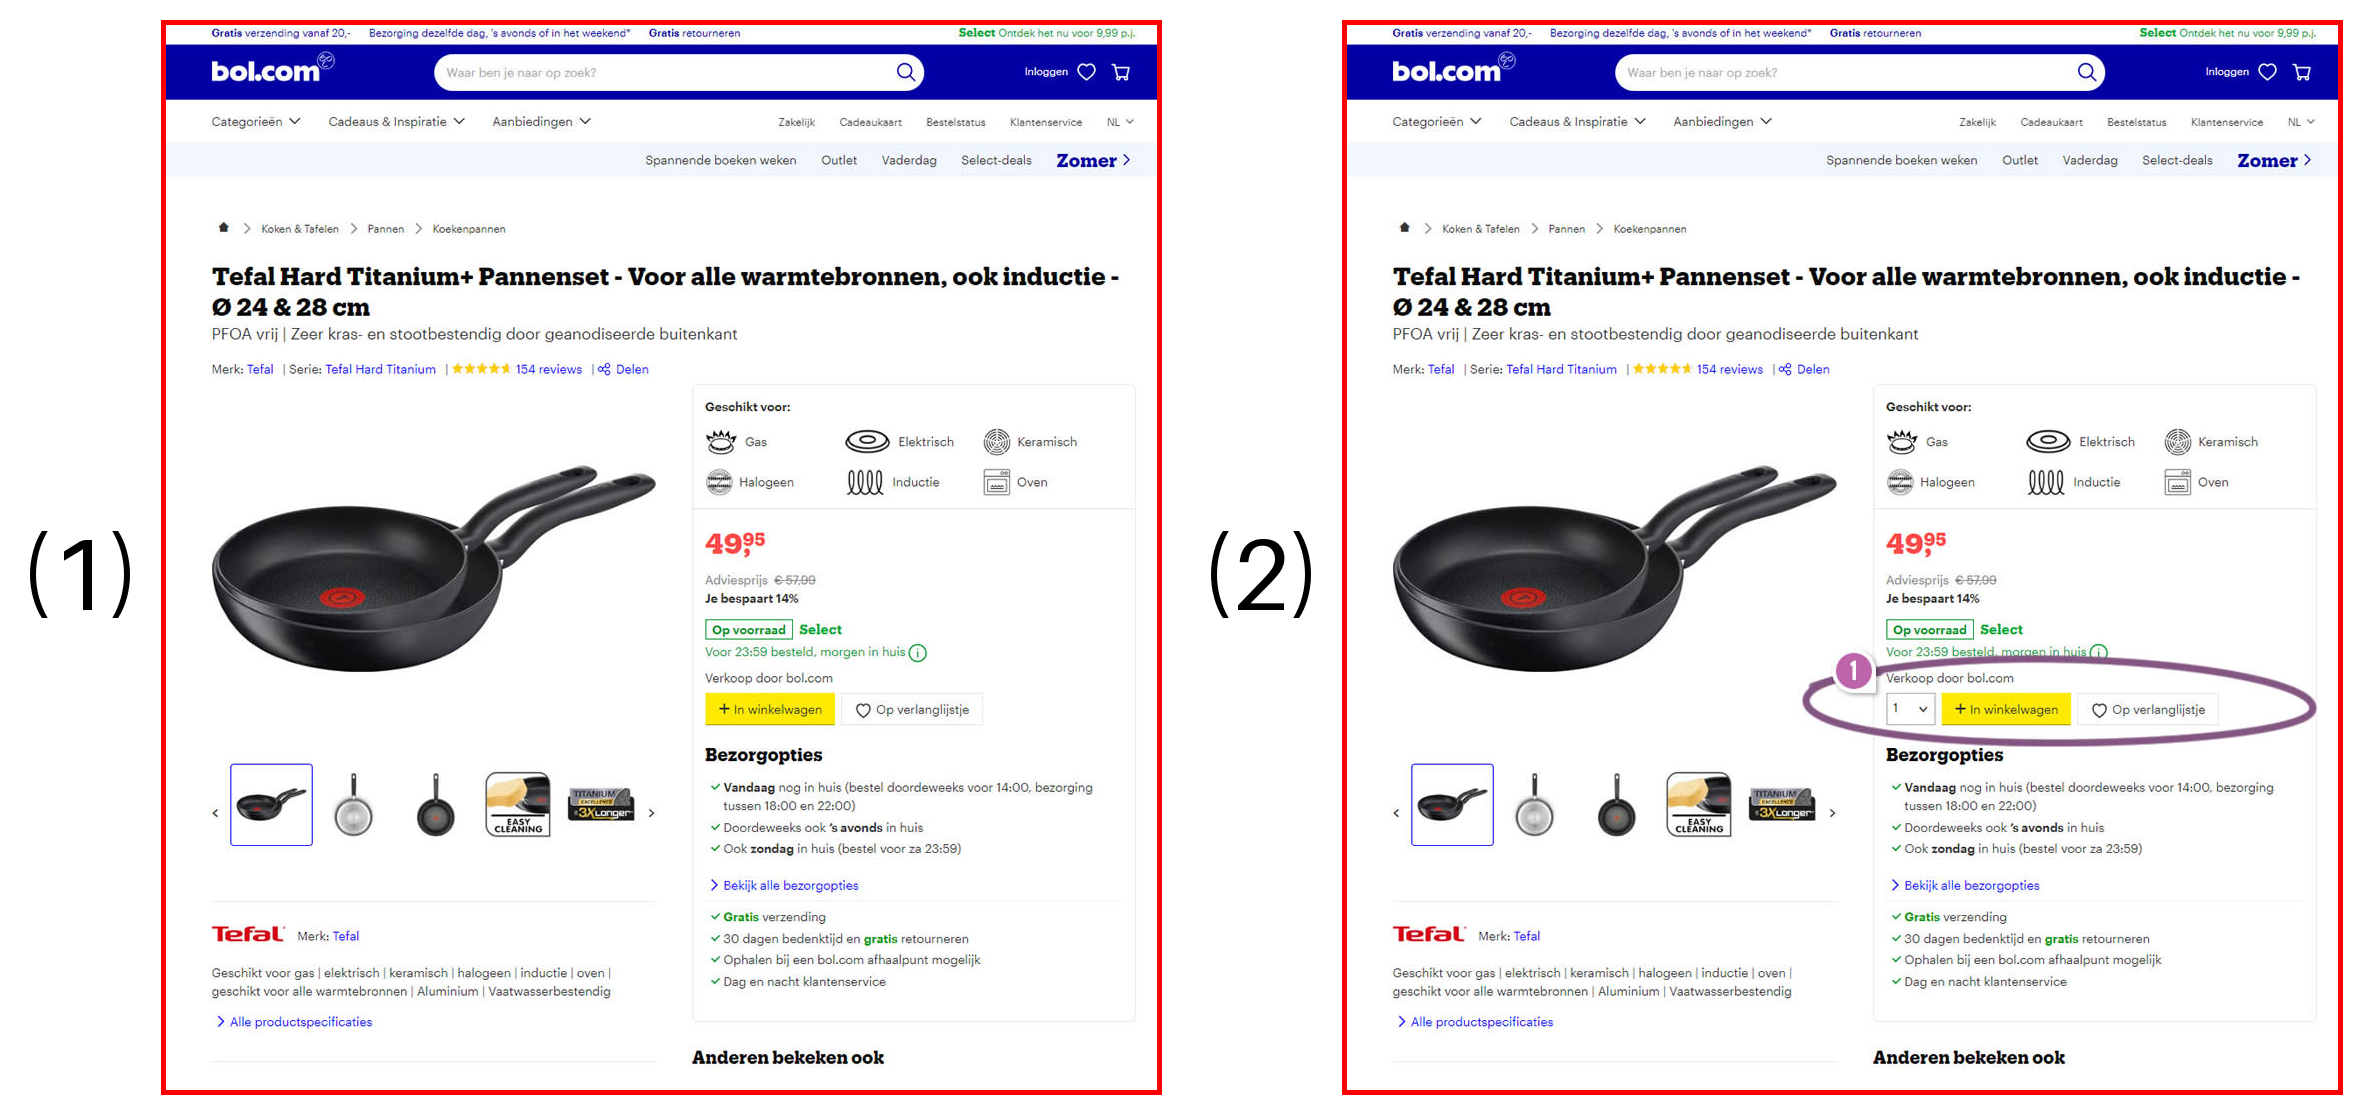 (1)
Gratis verzending vanaf 20,- Bezorging dezelfde dag, 's avonds of in het weekend* Gratis retourneren Select Ontdek het nu voor 9,99 p.j.
bol.com Waar ben je naar op zoek? Inloggen
Categorieën Cadeaus & Inspiratie Aanbiedingen Zakelijk Cadeaukaart Bestelstatus Klantenservice NL
Spannende boeken weken Outlet Vaderdag Select-deals Zomer
Koken & Tafelen Pannen Koekenpannen
Tefal Hard Titanium+ Pannenset - Voor alle warmtebronnen, ook inductie -
Ø 24 & 28 cm
PFOA vrij | Zeer kras- en stootbestendig door geanodiseerde buitenkant
Merk: Tefal | Serie: Tefal Hard Titanium | 154 reviews | Delen
Geschikt voor:
Gas Elektrisch Keramisch
Halogeen Inductie Oven
49,95
Adviesprijs € 57,99
Je bespaart 14%
Op voorraad Select
Voor 23:59 besteld, morgen in huis
Verkoop door bol.com
+ In winkelwagen Op verlanglijstje
Bezorgopties
Vandaag nog in huis (bestel doordeweeks voor 14:00, bezorging
tussen 18:00 en 22:00)
Doordeweeks ook 's avonds in huis
Ook zondag in huis (bestel voor za 23:59)
Bekijk alle bezorgopties
Gratis verzending
30 dagen bedenktijd en gratis retourneren
Ophalen bij een bol.com afhaalpunt mogelijk
Dag en nacht klantenservice
EASY
CLEANING
TITANIUM
EXCELLENCE
3X Longer
Tefal Merk: Tefal
Geschikt voor gas | elektrisch | keramisch | halogeen | inductie | oven |
geschikt voor alle warmtebronnen | Aluminium | Vaatwasserbestendig
Alle productspecificaties
Anderen bekeken ook
(2)
Gratis verzending vanaf 20,- Bezorging dezelfde dag, 's avonds of in het weekend* Gratis retourneren Select Ontdek het nu voor 9,99 p.j.
bol.com Waar ben je naar op zoek? Inloggen
Categorieën Cadeaus & Inspiratie Aanbiedingen Zakelijk Cadeaukaart Bestelstatus Klantenservice NL
Spannende boeken weken Outlet Vaderdag Select-deals Zomer
Koken & Tafelen Pannen Koekenpannen
Tefal Hard Titanium+ Pannenset - Voor alle warmtebronnen, ook inductie -
Ø 24 & 28 cm
PFOA vrij | Zeer kras- en stootbestendig door geanodiseerde buitenkant
Merk: Tefal | Serie: Tefal Hard Titanium | 154 reviews | Delen
Geschikt voor:
Gas Elektrisch Keramisch
Halogeen Inductie Oven
49,95
Adviesprijs € 57,99
Je bespaart 14%
Op voorraad Select
Voor 23:59 besteld, morgen in huis
1
Verkoop door bol.com
1 + In winkelwagen Op verlanglijstje
Bezorgopties
Vandaag nog in huis (bestel doordeweeks voor 14:00, bezorging
tussen 18:00 en 22:00)
Doordeweeks ook 's avonds in huis
Ook zondag in huis (bestel voor za 23:59)
Bekijk alle bezorgopties
Gratis verzending
30 dagen bedenktijd en gratis retourneren
Ophalen bij een bol.com afhaalpunt mogelijk
Dag en nacht klantenservice
EASY
CLEANING
TITANIUM
EXCELLENCE
3X Longer
Tefal Merk: Tefal
Geschikt voor gas | elektrisch | keramisch | halogeen | inductie | oven |
geschikt voor alle warmtebronnen | Aluminium | Vaatwasserbestendig
Alle productspecificaties
Anderen bekeken ook